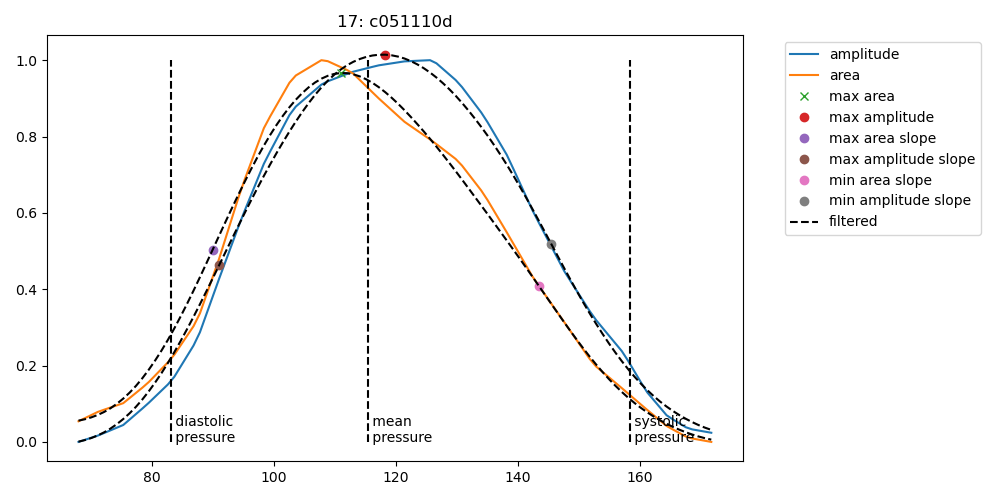 17: c051110d
1.0
0.8
0.6
0.4
0.2
0.0
diastolic
pressure
mean
pressure
systolic
pressure
80
100
120
140
160
amplitude
area
max area
max amplitude
max area slope
max amplitude slope
min area slope
min amplitude slope
filtered